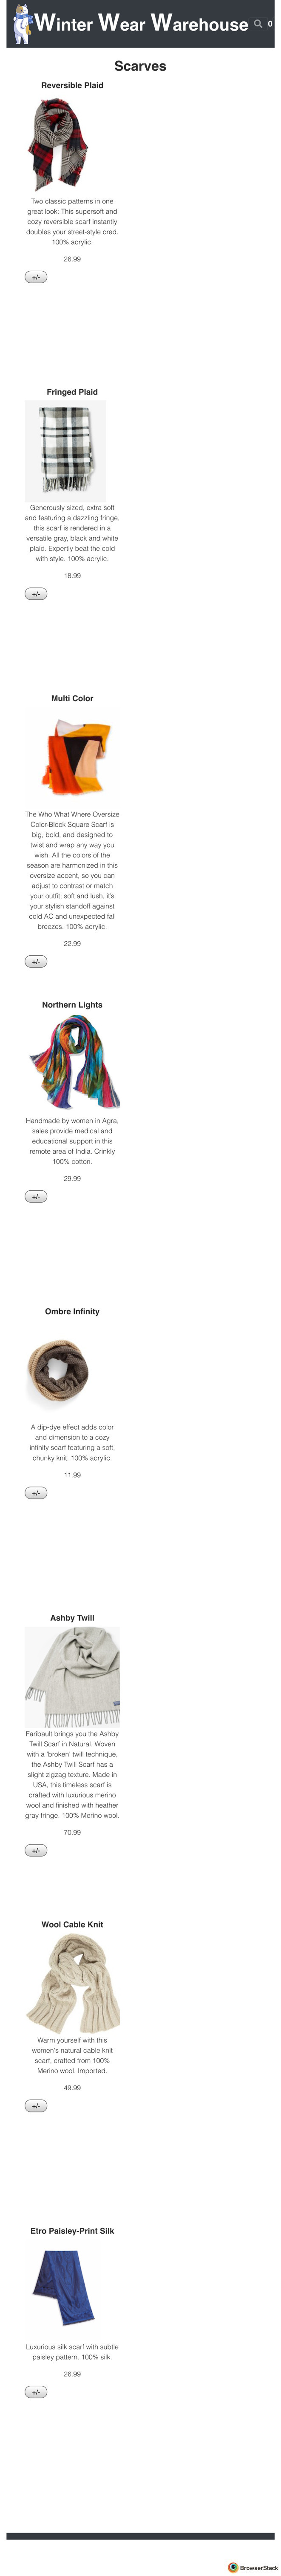 Winter Wear Warehouse 0
Scarves
Reversible Plaid
Two classic patterns in one
great look: This supersoft and
cozy reversible scarf instantly
doubles your street-style cred.
100% acrylic.
26.99
+/-
Fringed Plaid
Generously sized, extra soft
and featuring a dazzling fringe,
this scarf is rendered in a
versatile gray, black and white
plaid. Expertly beat the cold
with style. 100% acrylic.
18.99
+/-
Multi Color
The Who What Where Oversize
Color-Block Square Scarf is
big, bold, and designed to
twist and wrap any way you
wish. All the colors of the
season are harmonized in this
oversize accent, so you can
adjust to contrast or match
your outfit; soft and lush, it's
your stylish standoff against
cold AC and unexpected fall
breezes. 100% acrylic.
22.99
+/-
Northern Lights
Handmade by women in Agra,
sales provide medical and
educational support in this
remote area of India. Crinkly
100% cotton.
29.99
+/-
Ombre Infinity
A dip-dye effect adds color
and dimension to a cozy
infinity scarf featuring a soft,
chunky knit. 100% acrylic.
11.99
+/-
Ashby Twill
Faribault brings you the Ashby
Twill Scarf in Natural. Woven
with a 'broken' twill technique,
the Ashby Twill Scarf has a
slight zigzag texture. Made in
USA, this timeless scarf is
crafted with luxurious merino
wool and finished with heather
gray fringe. 100% Merino wool.
70.99
+/-
Wool Cable Knit
Warm yourself with this
women's natural cable knit
scarf, crafted from 100%
Merino wool. Imported.
49.99
+/-
Etro Paisley-Print Silk
Luxurious silk scarf with subtle
paisley pattern. 100% silk.
26.99
+/-
BrowserStack